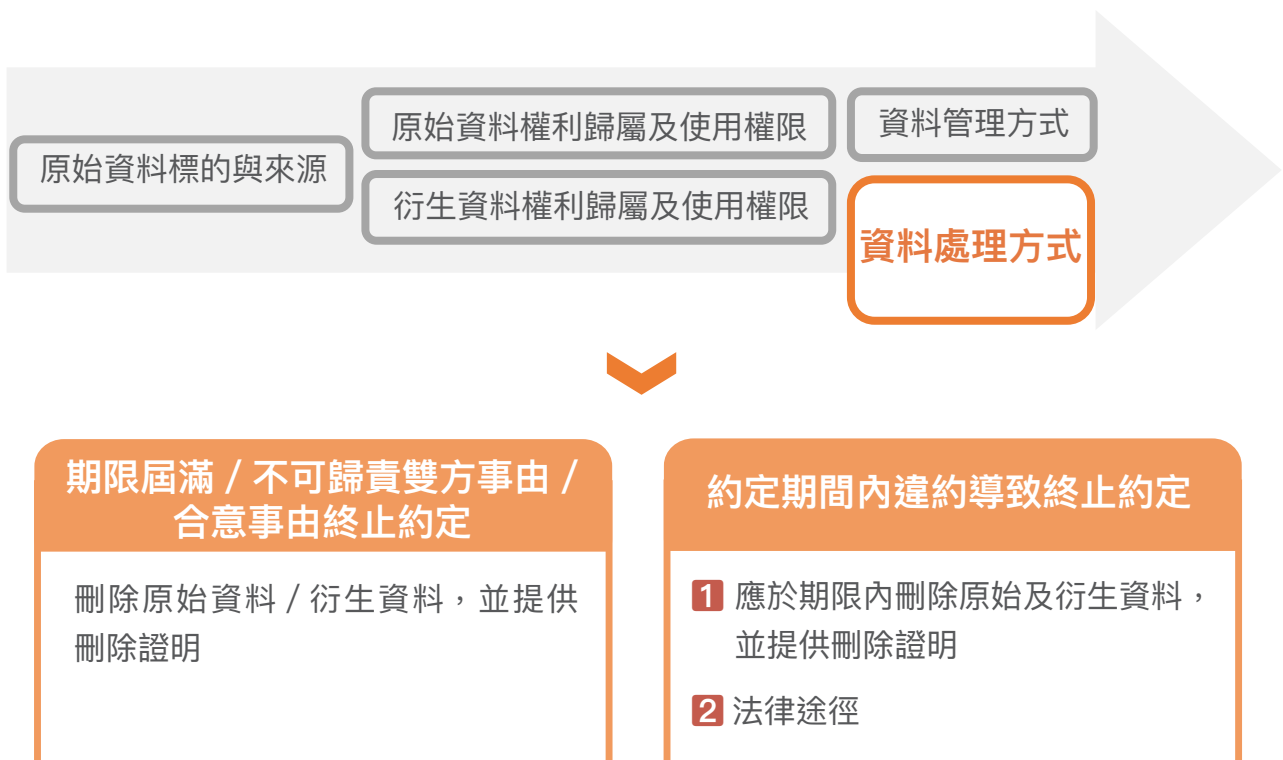 原始資料標的與來源
原始資料權利歸屬及使用權限
衍生資料權利歸屬及使用權限
資料管理方式
資料處理方式
期限屆滿 / 不可歸責雙方事由 /
合意事由終止約定
刪除原始資料 / 衍生資料，並提供
刪除證明
約定期間內違約導致終止約定
1 應於期限內刪除原始及衍生資料，
並提供刪除證明
2 法律途徑